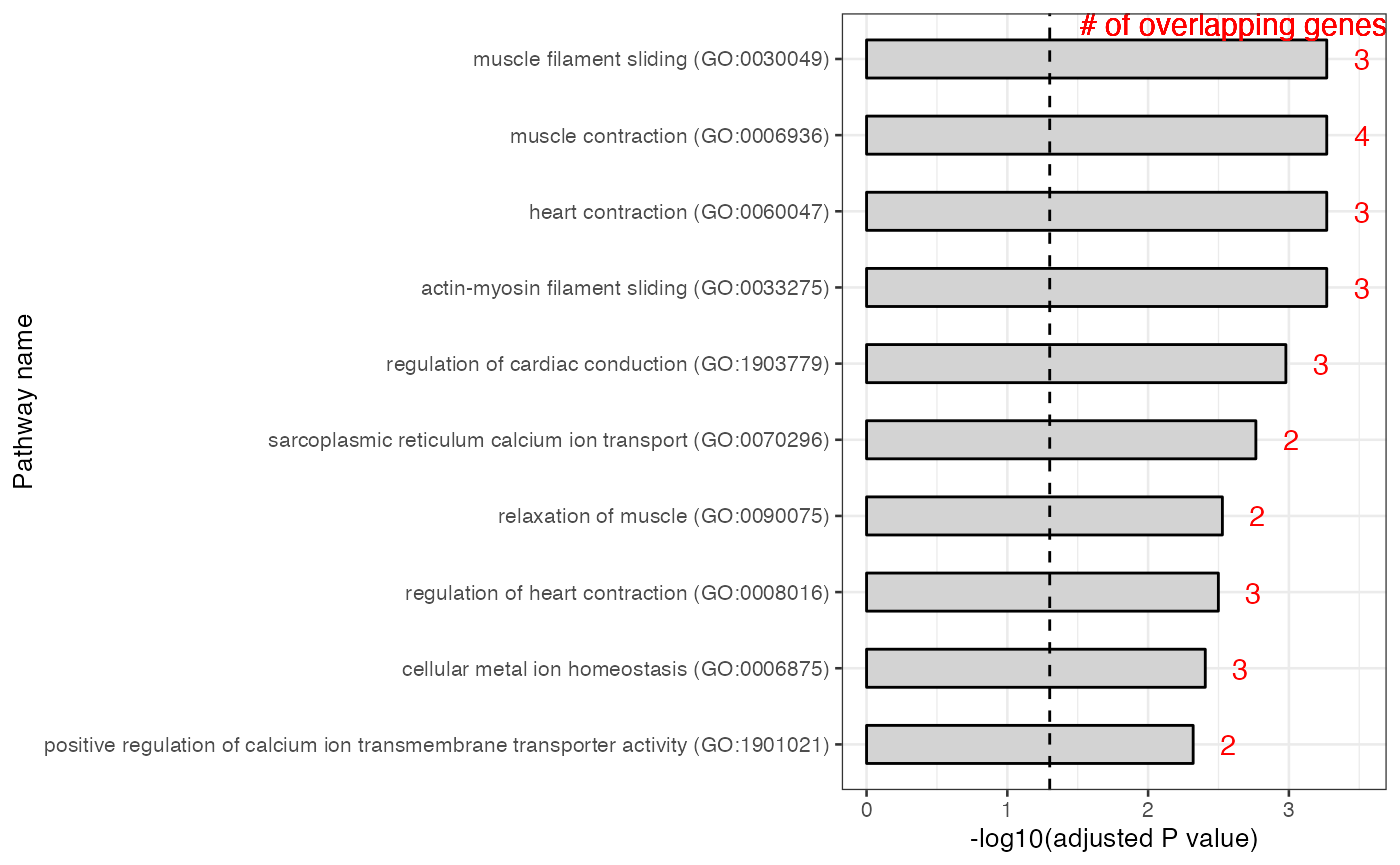 # of overlapping genes
muscle filament sliding (GO:0030049) 3
muscle contraction (GO:0006936) 4
heart contraction (GO:0060047) 3
actin-myosin filament sliding (GO:0033275) 3
regulation of cardiac conduction (GO:1903779) 3
sarcoplasmic reticulum calcium ion transport (GO:0070296) 2
relaxation of muscle (GO:0090075) 2
regulation of heart contraction (GO:0008016) 3
cellular metal ion homeostasis (GO:0006875) 3
positive regulation of calcium ion transmembrane transporter activity (GO:1901021) 2
Pathway name
0 1 2 3
-log10(adjusted P value)